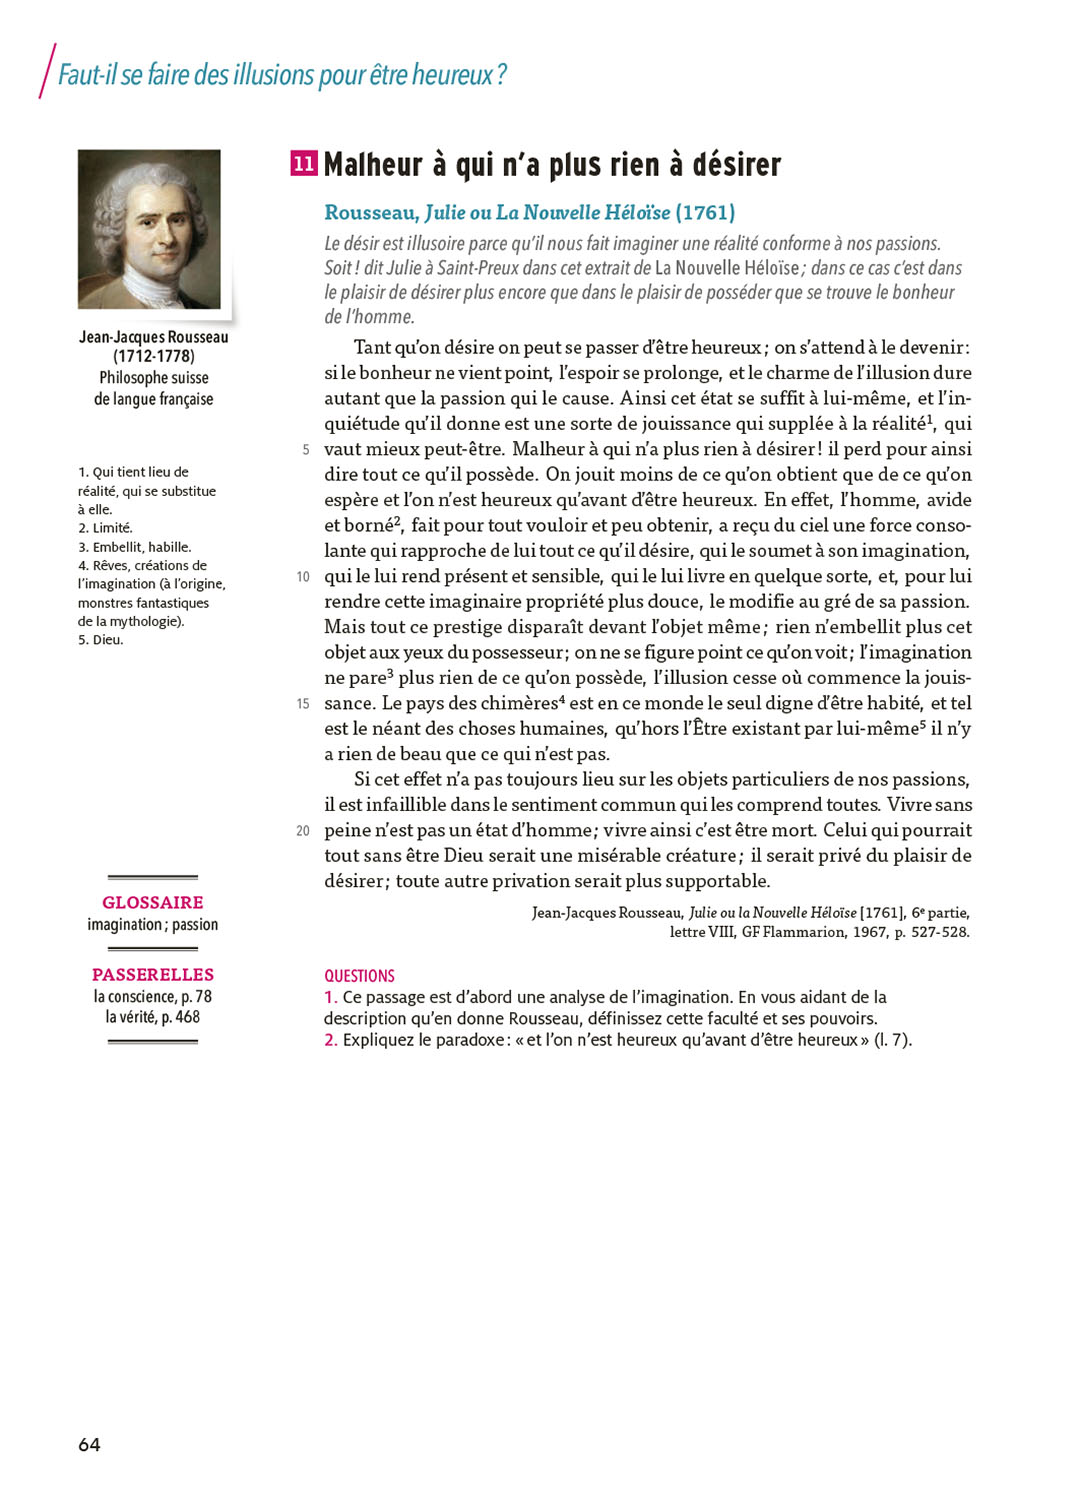 Faut-il se faire des illusions pour être heureux ?
Jean-Jacques Rousseau
(1712-1778)
Philosophe suisse
de langue française
1. Qui tient lieu de
réalité, qui se substitue
à elle.
2. Limité.
3. Embellit, habille.
4. Rêves, créations de
l’imagination (à l’origine,
monstres fantastiques
de la mythologie).
5. Dieu.
GLOSSAIRE
imagination ; passion
PASSERELLES
la conscience, p. 78
la vérité, p. 468
11 Malheur à qui n’a plus rien à désirer
Rousseau, Julie ou La Nouvelle Héloïse (1761)
Le désir est illusoire parce qu’il nous fait imaginer une réalité conforme à nos passions.
Soit ! dit Julie à Saint-Preux dans cet extrait de La Nouvelle Héloïse ; dans ce cas c’est dans
le plaisir de désirer plus encore que dans le plaisir de posséder que se trouve le bonheur
de l’homme.
Tant qu’on désire on peut se passer d’être heureux ; on s’attend à le devenir :
si le bonheur ne vient point, l’espoir se prolonge, et le charme de l’illusion dure
autant que la passion qui le cause. Ainsi cet état se suffit à lui-même, et l’in-
quiétude qu’il donne est une sorte de jouissance qui supplée à la réalité¹, qui
5 vaut mieux peut-être. Malheur à qui n’a plus rien à désirer ! il perd pour ainsi
dire tout ce qu’il possède. On jouit moins de ce qu’on obtient que de ce qu’on
espère et l’on n’est heureux qu’avant d’être heureux. En effet, l’homme, avide
et borné², fait pour tout vouloir et peu obtenir, a reçu du ciel une force conso-
lante qui rapproche de lui tout ce qu’il désire, qui le soumet à son imagination,
10 qui le lui rend présent et sensible, qui le lui livre en quelque sorte, et, pour lui
rendre cette imaginaire propriété plus douce, le modifie au gré de sa passion.
Mais tout ce prestige disparaît devant l’objet même ; rien n’embellit plus cet
objet aux yeux du possesseur ; on ne se figure point ce qu’on voit ; l’imagination
ne pare³ plus rien de ce qu’on possède, l’illusion cesse où commence la jouis-
15 sance. Le pays des chimères⁴ est en ce monde le seul digne d’être habité, et tel
est le néant des choses humaines, qu’hors l’Être existant par lui-même⁵ il n’y
a rien de beau que ce qui n’est pas.
Si cet effet n’a pas toujours lieu sur les objets particuliers de nos passions,
il est infaillible dans le sentiment commun qui les comprend toutes. Vivre sans
20 peine n’est pas un état d’homme ; vivre ainsi c’est être mort. Celui qui pourrait
tout sans être Dieu serait une misérable créature ; il serait privé du plaisir de
désirer ; toute autre privation serait plus supportable.
Jean-Jacques Rousseau, Julie ou la Nouvelle Héloïse [1761], 6ᵉ partie,
lettre VIII, GF Flammarion, 1967, p. 527-528.
QUESTIONS
1. Ce passage est d’abord une analyse de l’imagination. En vous aidant de la
description qu’en donne Rousseau, définissez cette faculté et ses pouvoirs.
2. Expliquez le paradoxe : « et l’on n’est heureux qu’avant d’être heureux » (l. 7).
64